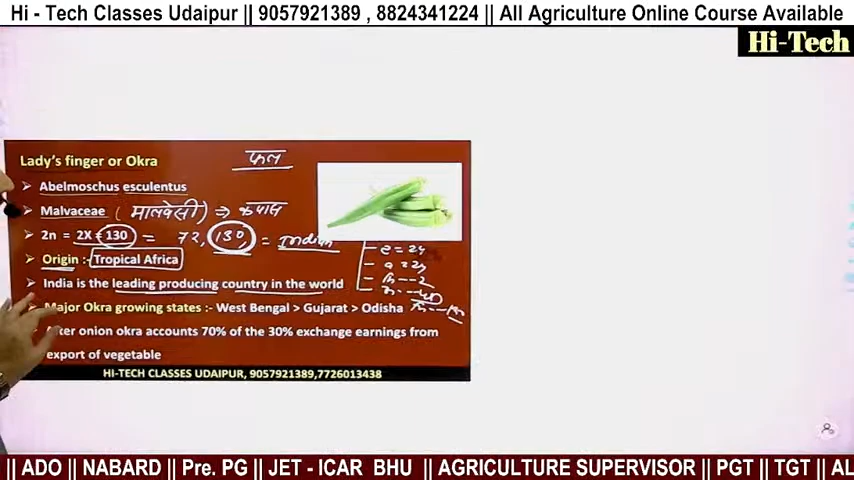 Hi - Tech Classes Udaipur || 9057921389 , 8824341224 || All Agriculture Online Course Available
Hi-Tech
Lady's finger or Okra फल
➤ Abelmoschus esculentus
➤ Malvaceae (मालवेसी) ⇒ कपास
➤ 2n = 2X = 130 = 72, 130, = Indian
➤ Origin :- Tropical Africa
➤ India is the leading producing country in the world
Major Okra growing states :- West Bengal > Gujarat > Odisha
After onion okra accounts 70% of the 30% exchange earnings from
export of vegetable
HI-TECH CLASSES UDAIPUR, 9057921389,7726013438
|| ADO || NABARD || Pre. PG || JET - ICAR BHU || AGRICULTURE SUPERVISOR || PGT || TGT || AL